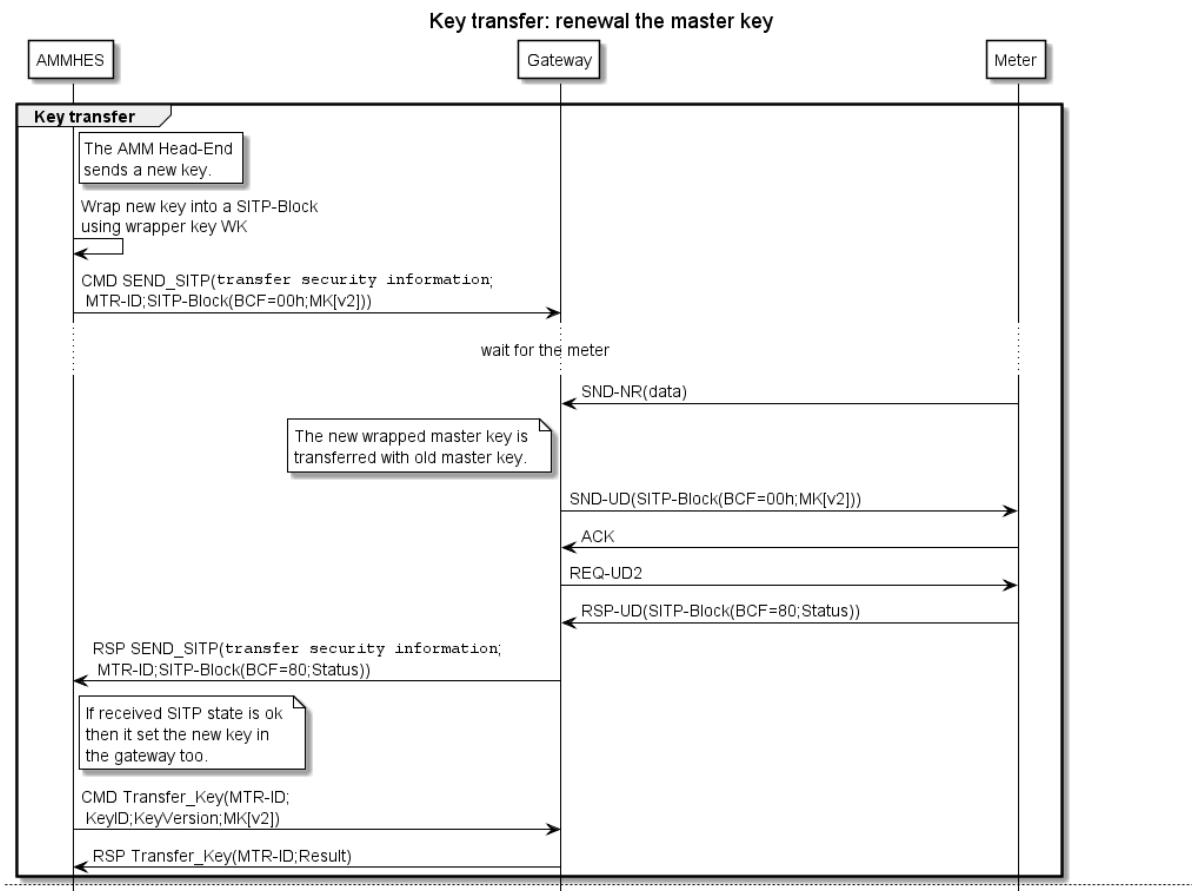 Key transfer: renewal the master key
AMMHES
Gateway
Meter
Key transfer
The AMM Head-End
sends a new key.
Wrap new key into a SITP-Block
using wrapper key WK
CMD SEND_SITP(transfer security information;
MTR-ID;SITP-Block(BCF=00h;MK[v2]))
wait for the meter
SND-NR(data)
The new wrapped master key is
transferred with old master key.
SND-UD(SITP-Block(BCF=00h;MK[v2]))
ACK
REQ-UD2
RSP-UD(SITP-Block(BCF=80;Status))
RSP SEND_SITP(transfer security information;
MTR-ID;SITP-Block(BCF=80;Status))
If received SITP state is ok
then it set the new key in
the gateway too.
CMD Transfer_Key(MTR-ID;
KeyID;KeyVersion;MK[v2])
RSP Transfer_Key(MTR-ID;Result)